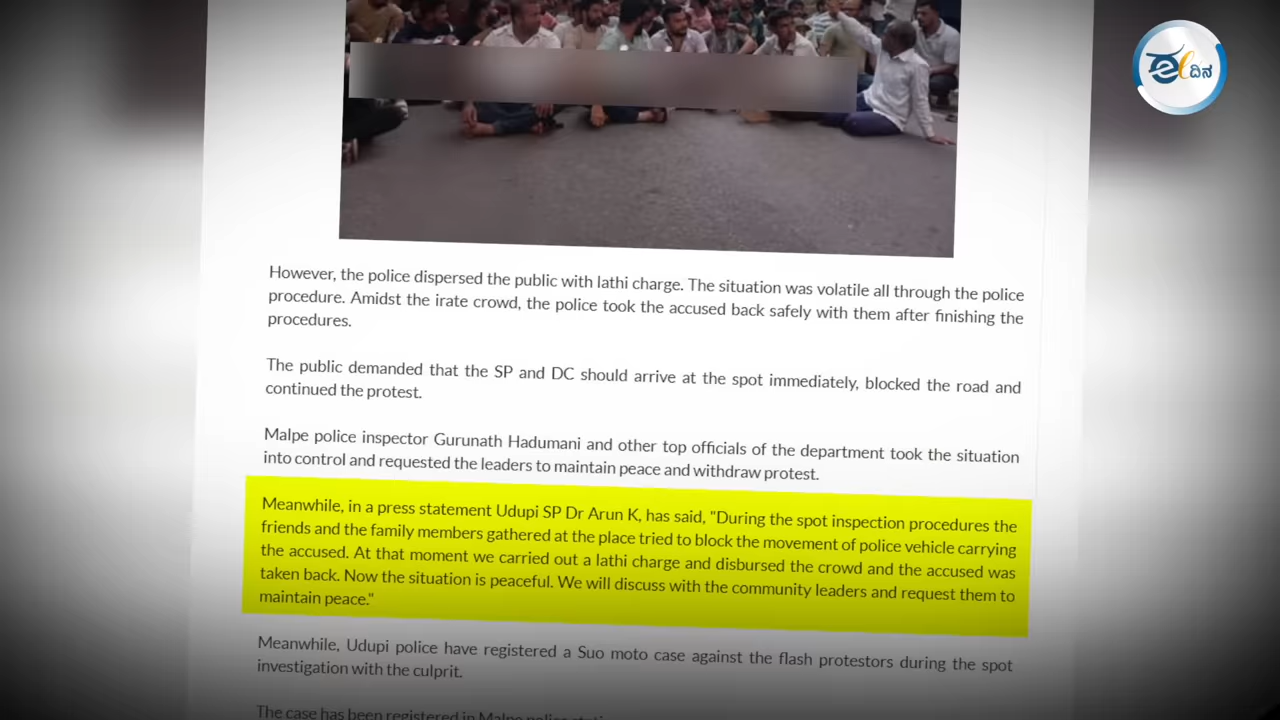 eದಿನ
However, the police dispersed the public with lathi charge. The situation was volatile all through the police
procedure. Amidst the irate crowd, the police took the accused back safely with them after finishing the
procedures.
The public demanded that the SP and DC should arrive at the spot immediately, blocked the road and
continued the protest.
Malpe police inspector Gurunath Hadumani and other top officials of the department took the situation
into control and requested the leaders to maintain peace and withdraw protest.
Meanwhile, in a press statement Udupi SP Dr Arun K, has said, "During the spot inspection procedures the
friends and the family members gathered at the place tried to block the movement of police vehicle carrying
the accused. At that moment we carried out a lathi charge and disbursed the crowd and the accused was
taken back. Now the situation is peaceful. We will discuss with the community leaders and request them to
maintain peace."
Meanwhile, Udupi police have registered a Suo moto case against the flash protestors during the spot
investigation with the culprit.
The case has been registered in Malpe police